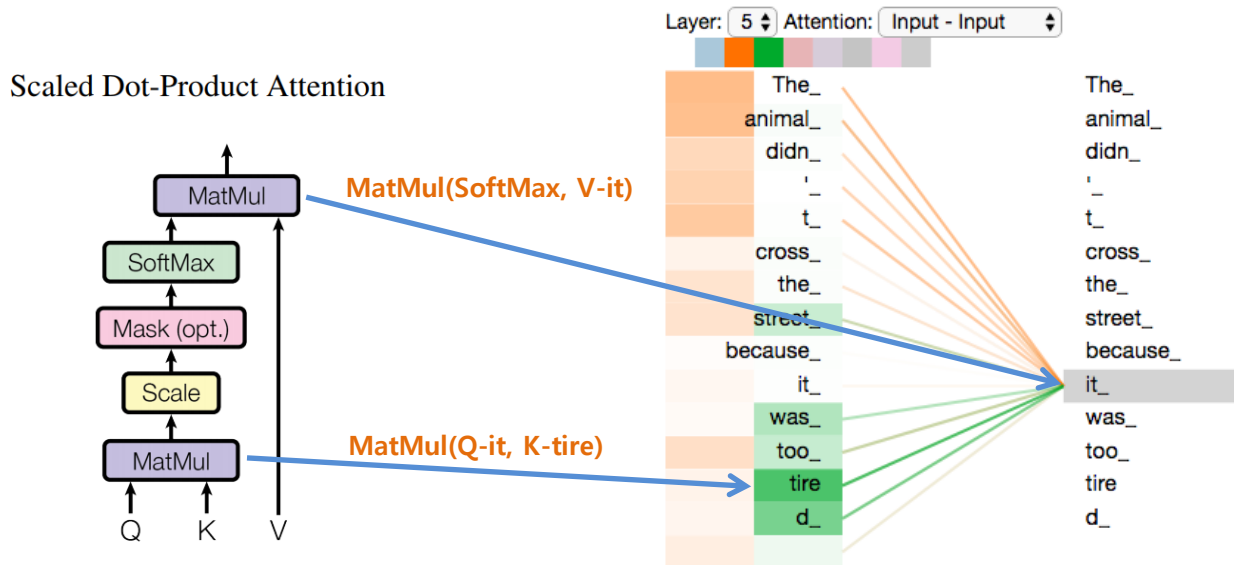 Layer: 5 Attention: Input - Input
Scaled Dot-Product Attention
MatMul
SoftMax
Mask (opt.)
Scale
MatMul
Q K V
MatMul(SoftMax, V-it)
MatMul(Q-it, K-tire)
The_
animal_
didn_
'_
t_
cross_
the_
street_
because_
it_
was_
too_
tire
d_
The_
animal_
didn_
'_
t_
cross_
the_
street_
because_
it_
was_
too_
tire
d_